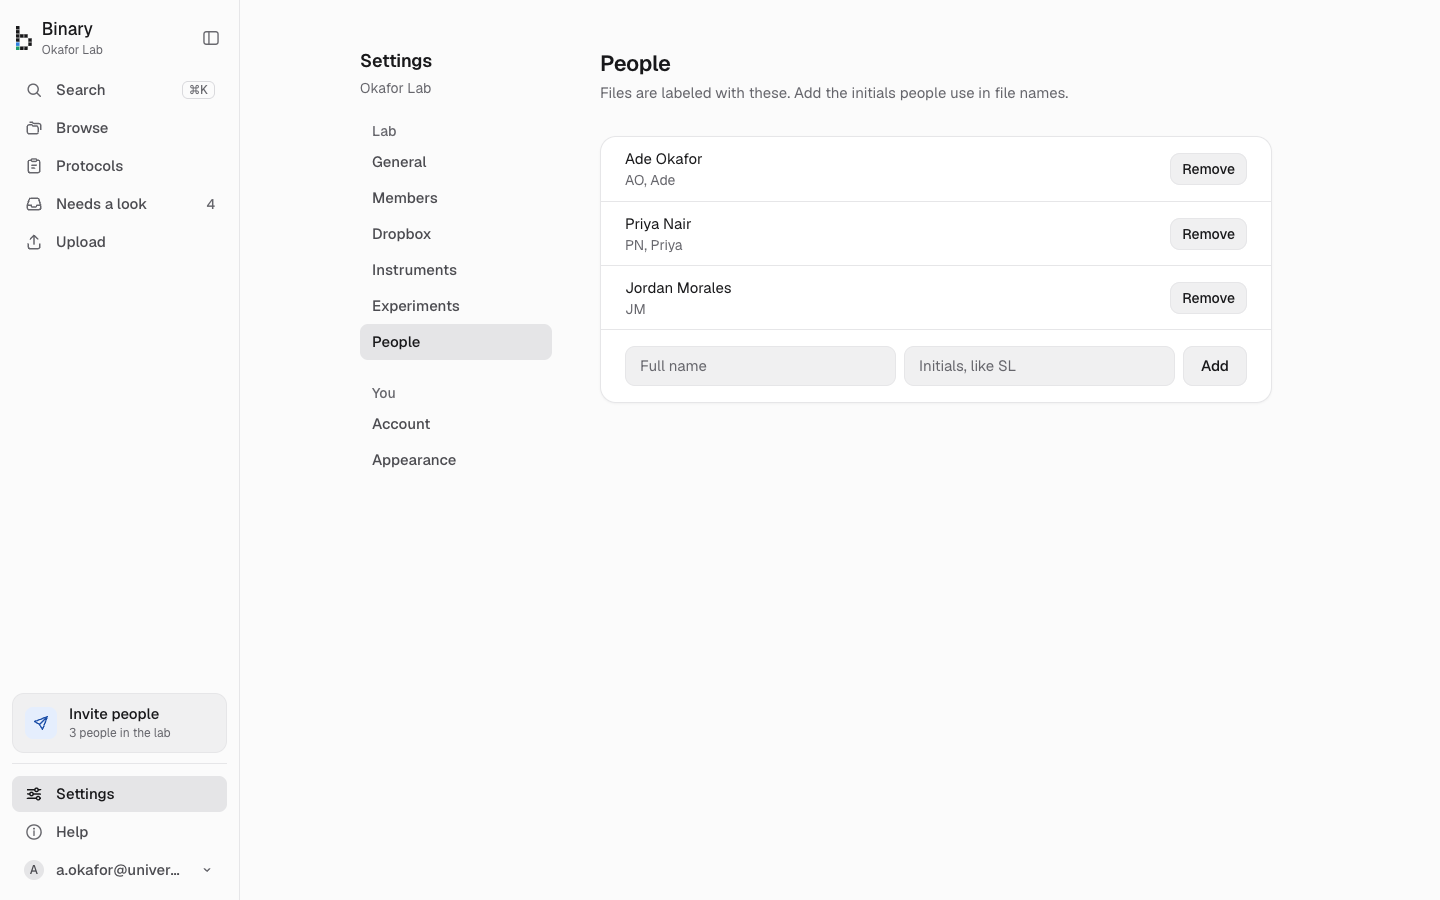 Binary
Okafor Lab
Search ⌘K
Browse
Protocols
Needs a look 4
Upload
Invite people
3 people in the lab
Settings
Help
A a.okafor@univer...
Settings
Okafor Lab
Lab
General
Members
Dropbox
Instruments
Experiments
People
You
Account
Appearance
People
Files are labeled with these. Add the initials people use in file names.
Ade Okafor
AO, Ade
Remove
Priya Nair
PN, Priya
Remove
Jordan Morales
JM
Remove
Full name Initials, like SL Add